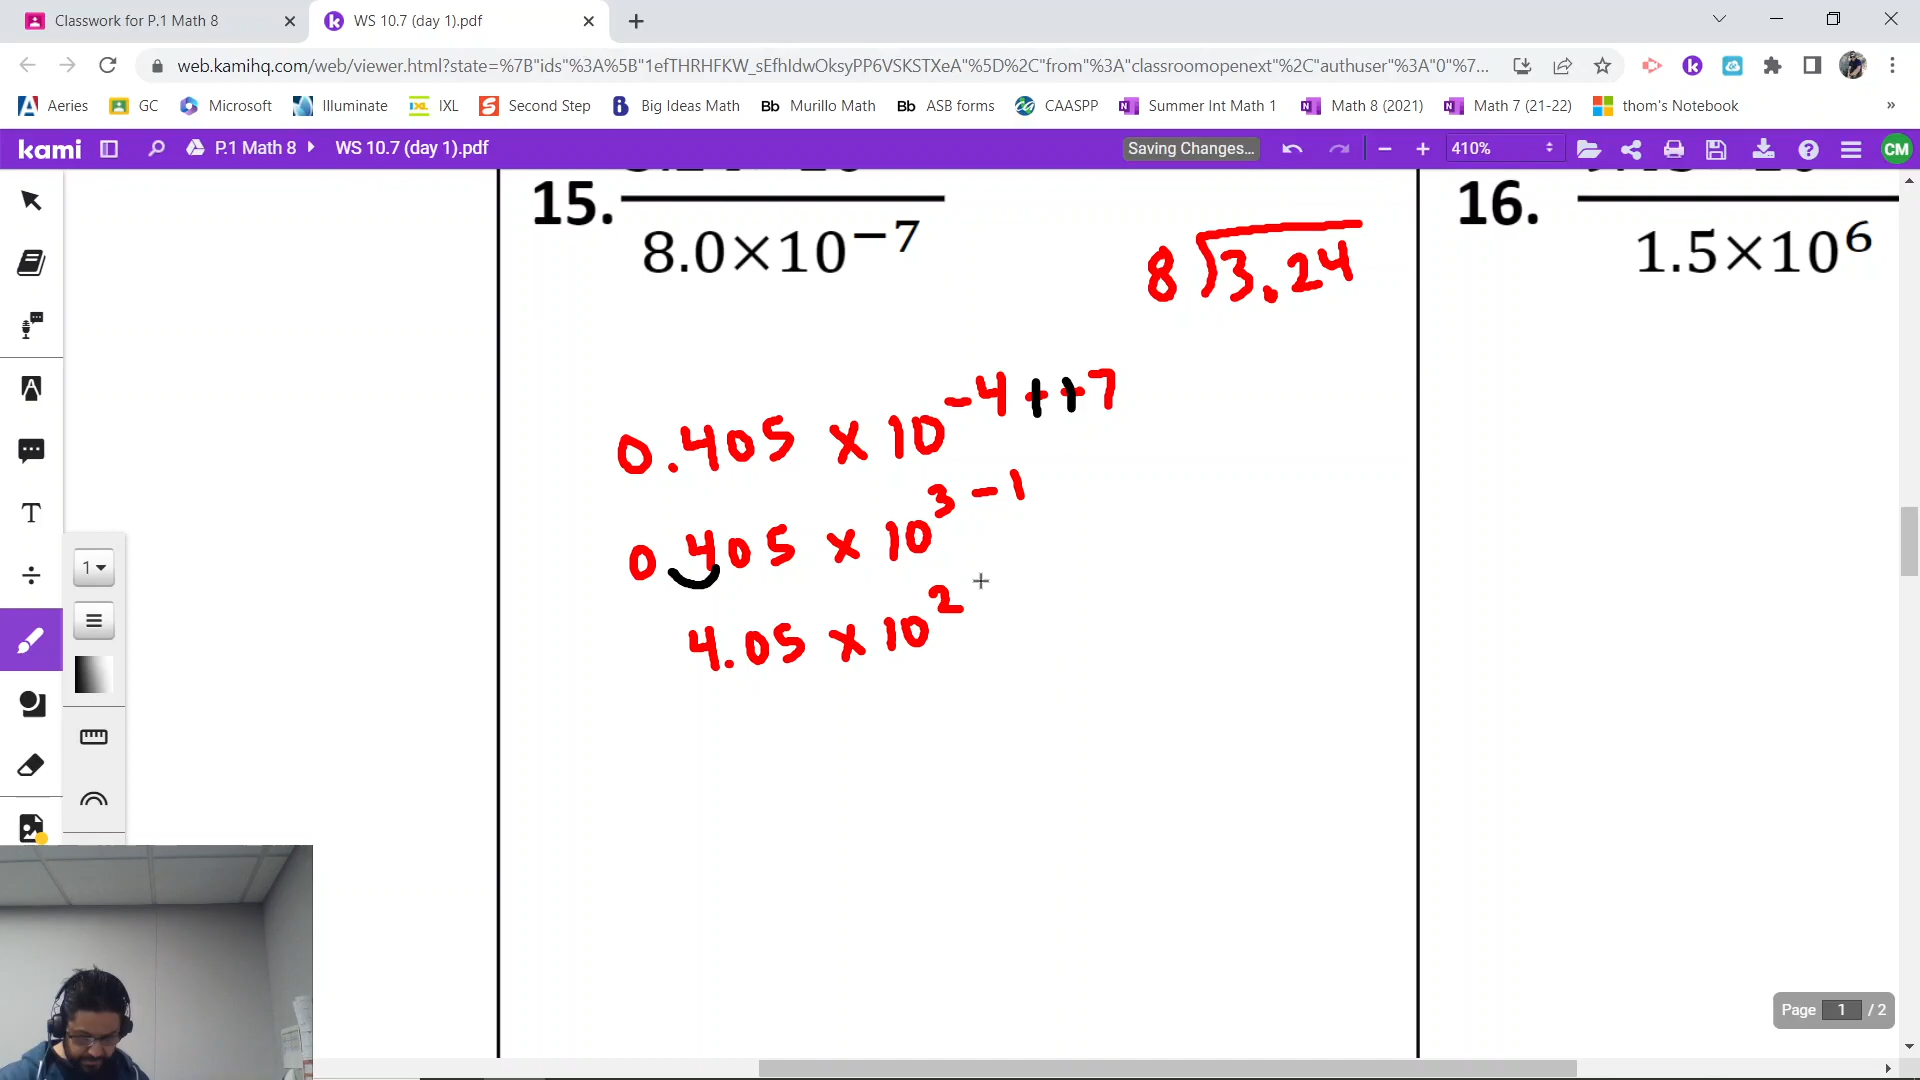 Classwork for P.1 Math 8
WS 10.7 (day 1).pdf
web.kamihq.com/web/viewer.html?state=%7B"ids"%3A%5B"1efTHRHFKW_sEfhIdwOksyPP6VSKSTXeA"%5D%2C"from"%3A"classroomopenext"%2C"authuser"%3A"0"%7...
Aeries GC Microsoft Illuminate IXL Second Step Big Ideas Math Bb Murillo Math Bb ASB forms CAASPP Summer Int Math 1 Math 8 (2021) Math 7 (21-22) thom's Notebook »
kami P.1 Math 8 WS 10.7 (day 1).pdf Saving Changes... 410% CM
15.
8.0×10⁻⁷
8 3.24
16.
1.5×10⁶
0.405 × 10^-4++7
0 405 × 10^3-1
4.05 × 10^2
T
1
Page 1 / 2